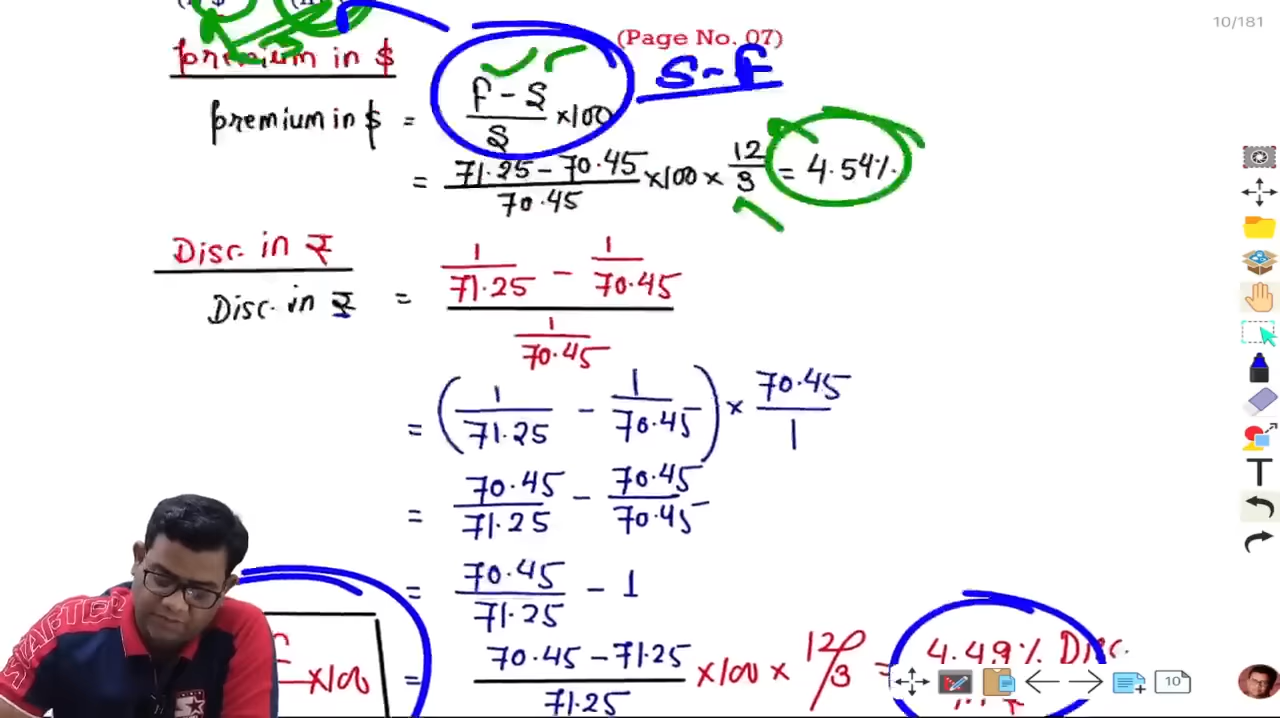 10/181
(Page No. 07)
premium in $
S - F
premium in $ = F - S / S ×100
= 71.25 - 70.45 / 70.45 ×100 × 12/3 = 4.54%
Disc. in ₹
Disc. in ₹ = 1/71.25 - 1/70.45 / 1/70.45
= (1/71.25 - 1/70.45) × 70.45/1
= 70.45/71.25 - 70.45/70.45
= 70.45/71.25 - 1
= 70.45 - 71.25 / 71.25 ×100 × 12/3 = 4.49% Disc.
×100
STARTER
T
10